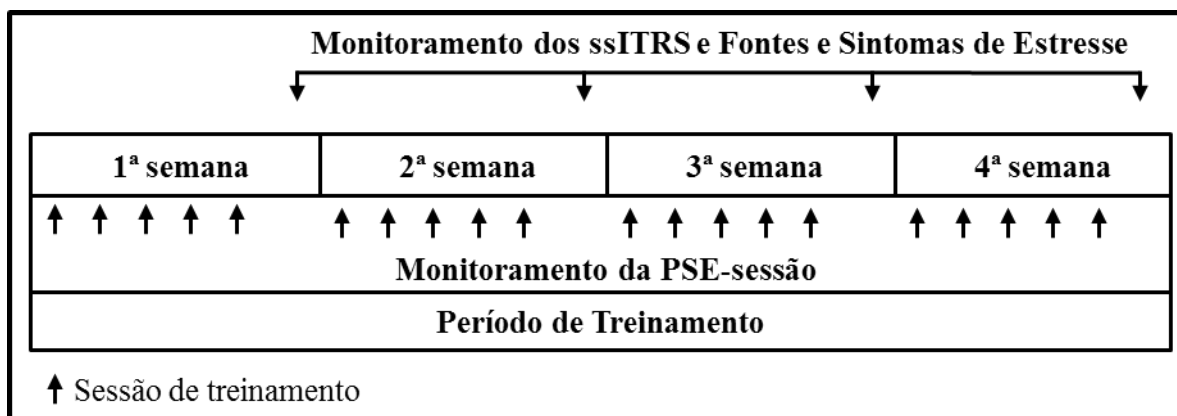 Monitoramento dos ssITRS e Fontes e Sintomas de Estresse
1ª semana
2ª semana
3ª semana
4ª semana
Monitoramento da PSE-sessão
Período de Treinamento
Sessão de treinamento